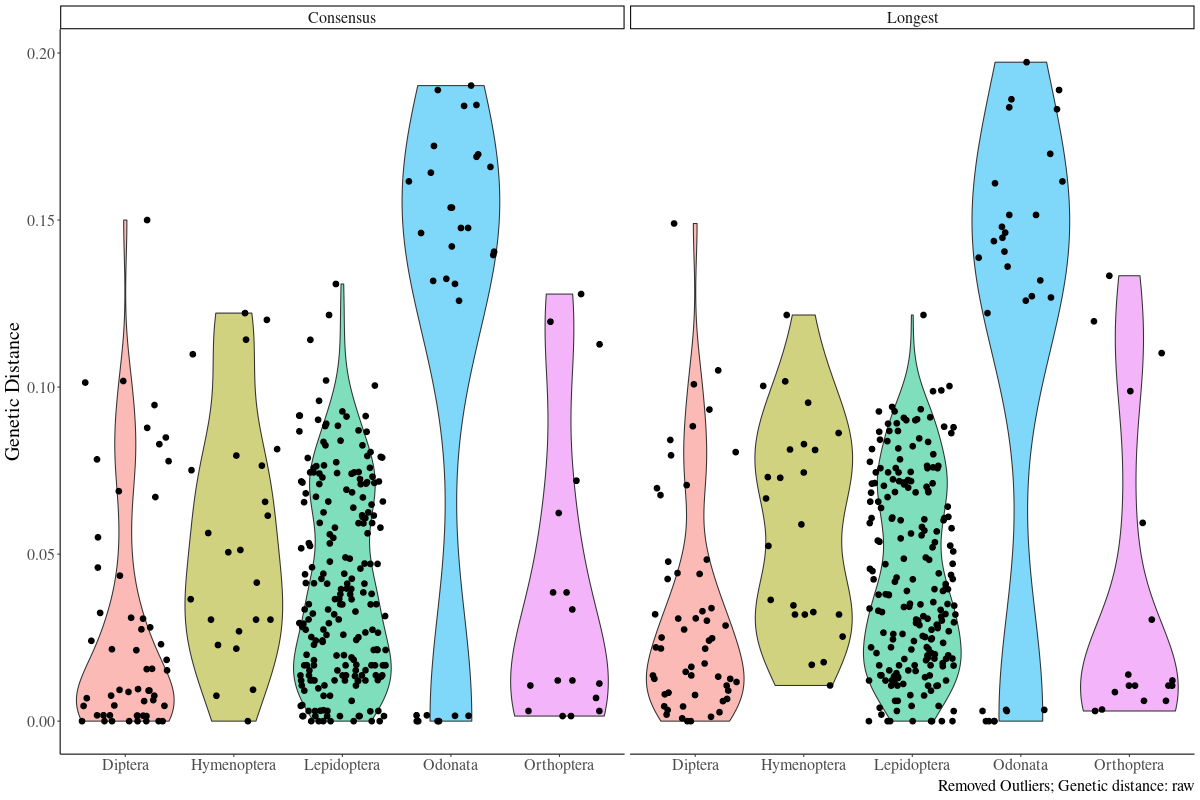 Consensus Longest
Genetic Distance
0.20
0.15
0.10
0.05
0.00
Diptera Hymenoptera Lepidoptera Odonata Orthoptera Diptera Hymenoptera Lepidoptera Odonata Orthoptera
Removed Outliers; Genetic distance: raw